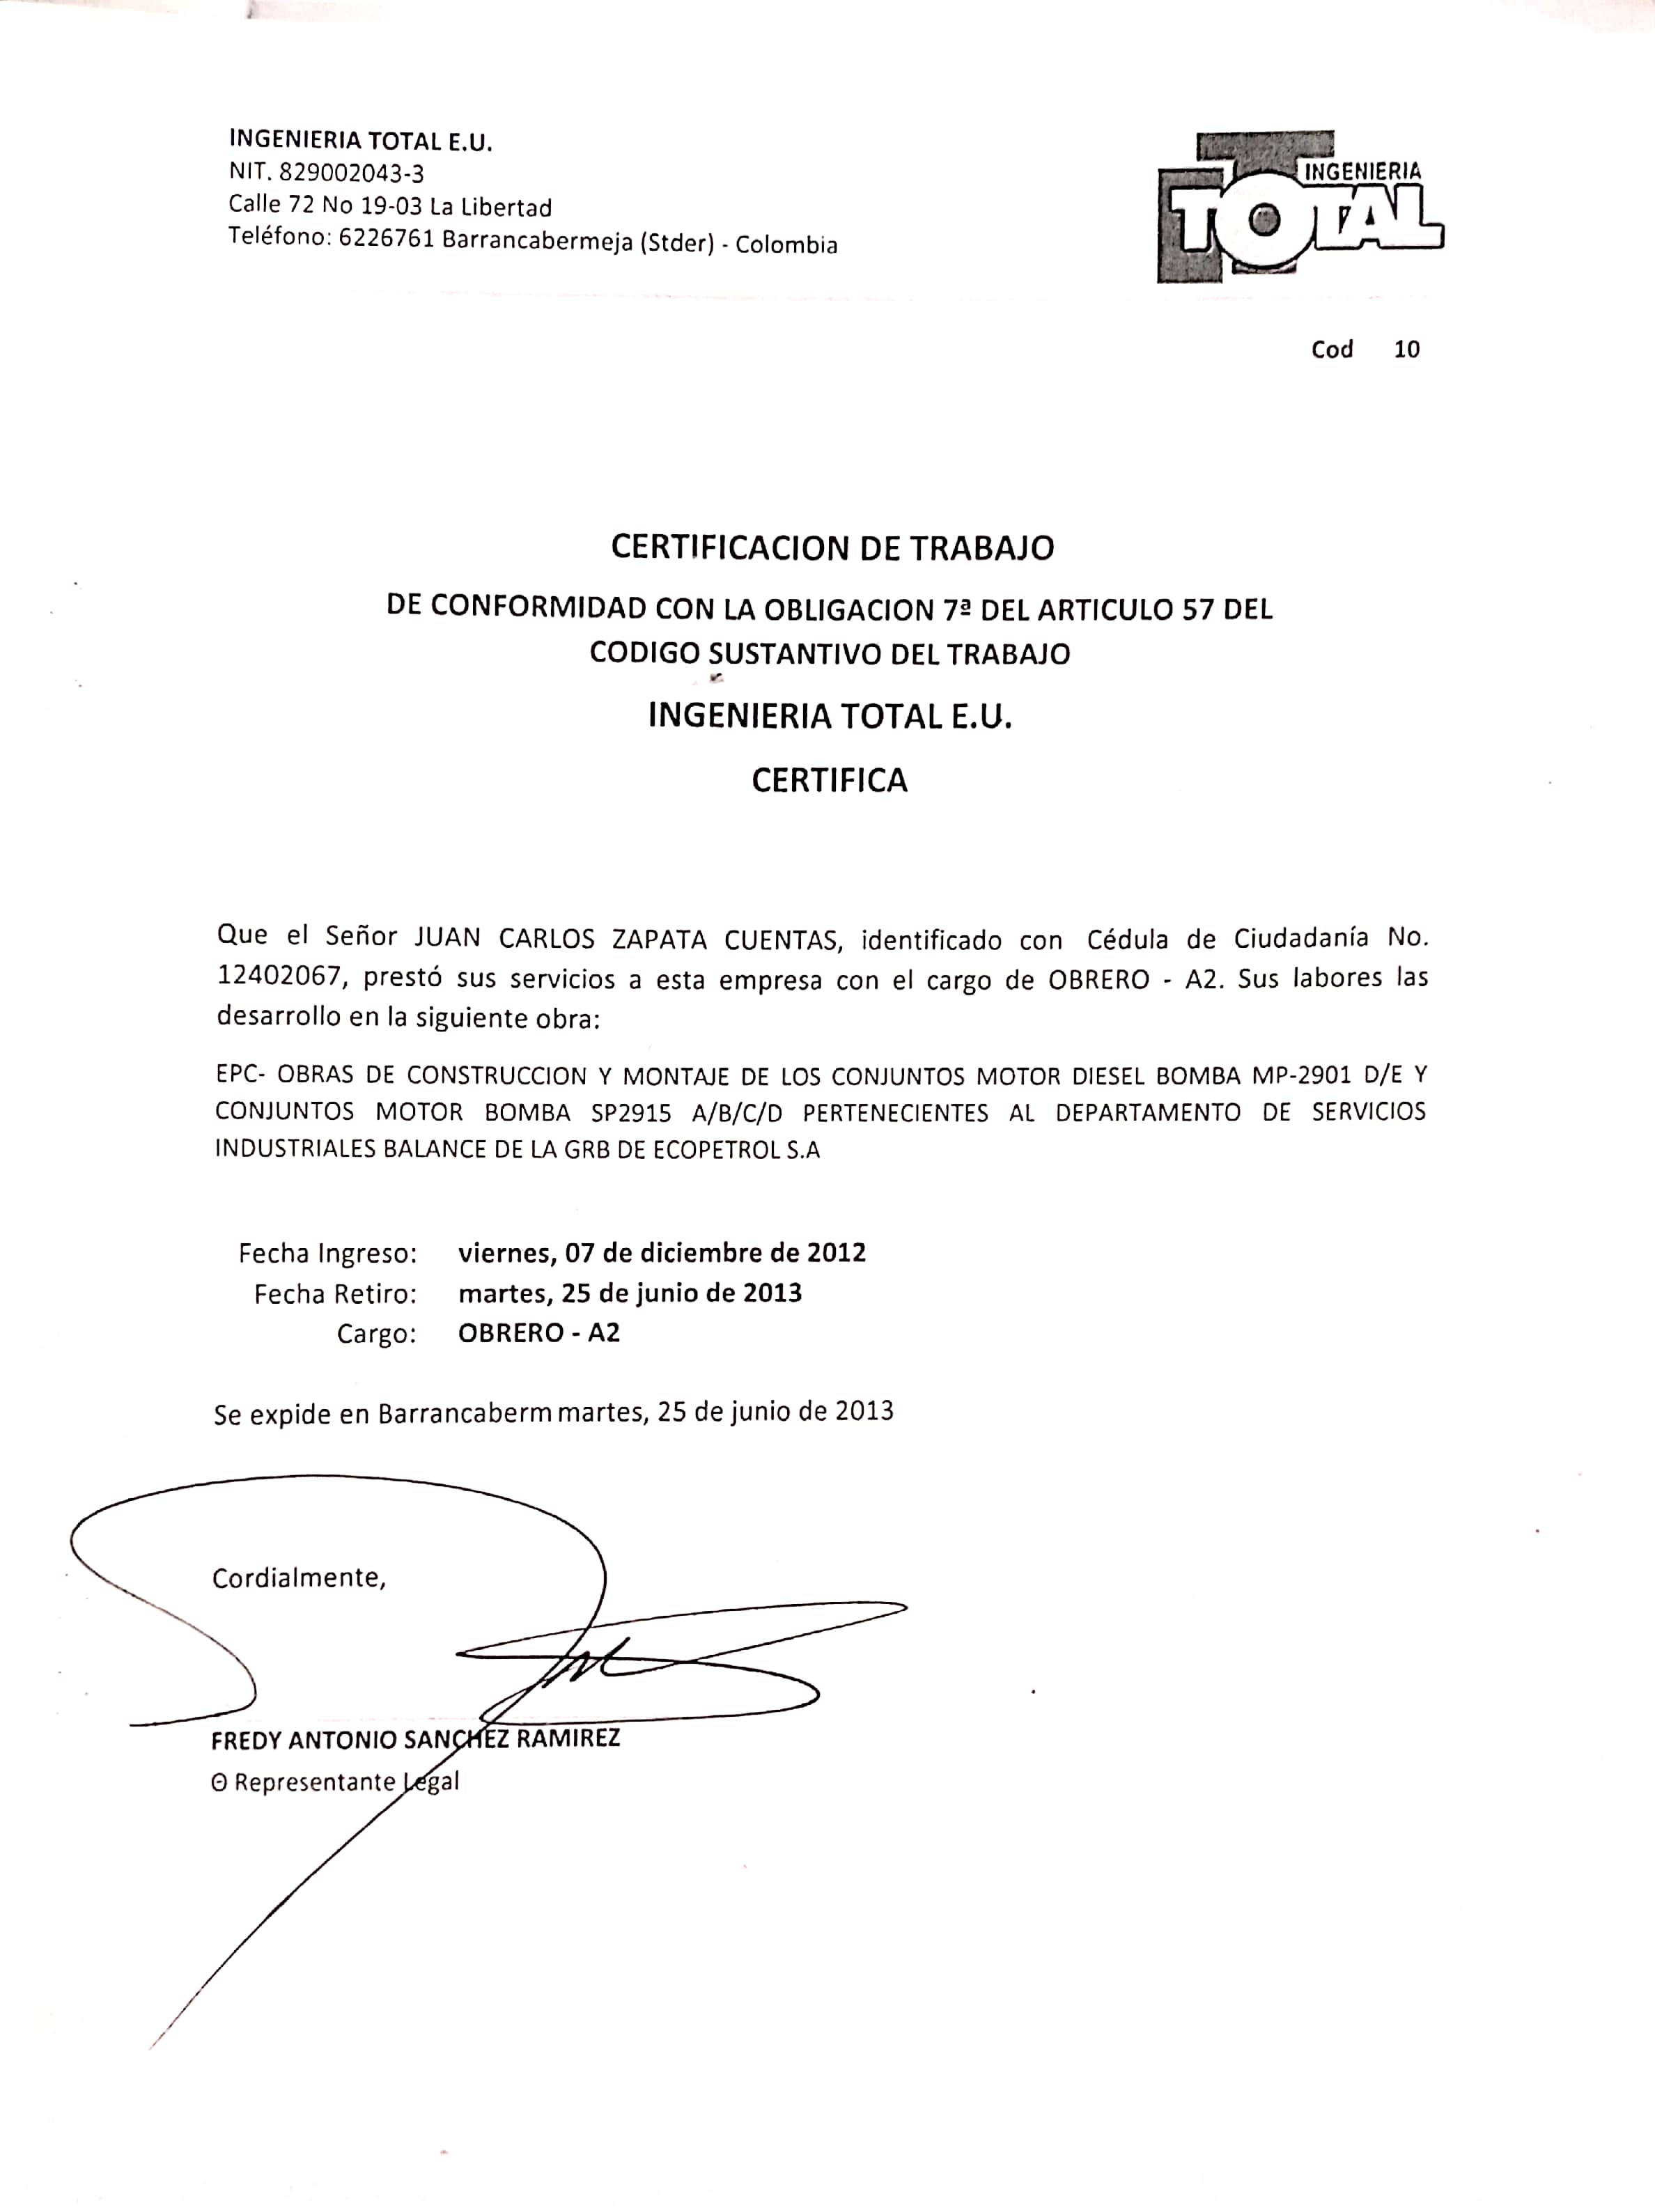 INGENIERIA TOTAL E.U.
NIT. 829002043-3
Calle 72 No 19-03 La Libertad
Teléfono: 6226761 Barrancabermeja (Stder) - Colombia
INGENIERIA
TOTAL
Cod 10
CERTIFICACION DE TRABAJO
DE CONFORMIDAD CON LA OBLIGACION 7ª DEL ARTICULO 57 DEL
CODIGO SUSTANTIVO DEL TRABAJO
INGENIERIA TOTAL E.U.
CERTIFICA
Que el Señor JUAN CARLOS ZAPATA CUENTAS, identificado con Cédula de Ciudadanía No.
12402067, prestó sus servicios a esta empresa con el cargo de OBRERO - A2. Sus labores las
desarrollo en la siguiente obra:
EPC- OBRAS DE CONSTRUCCION Y MONTAJE DE LOS CONJUNTOS MOTOR DIESEL BOMBA MP-2901 D/E Y
CONJUNTOS MOTOR BOMBA SP2915 A/B/C/D PERTENECIENTES AL DEPARTAMENTO DE SERVICIOS
INDUSTRIALES BALANCE DE LA GRB DE ECOPETROL S.A
Fecha Ingreso: viernes, 07 de diciembre de 2012
Fecha Retiro: martes, 25 de junio de 2013
Cargo: OBRERO - A2
Se expide en Barrancaberm martes, 25 de junio de 2013
Cordialmente,
FREDY ANTONIO SANCHEZ RAMIREZ
Θ Representante Legal